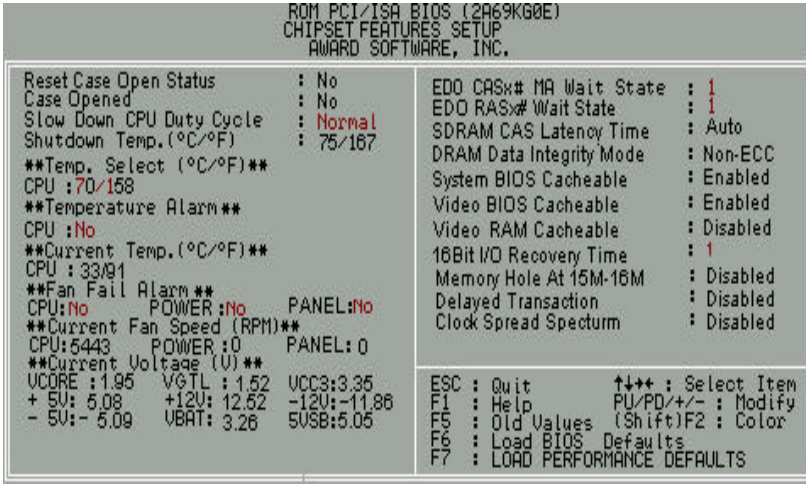 ROM PCI/ISA BIOS (2A69KG0E)
CHIPSET FEATURES SETUP
AWARD SOFTWARE, INC.
Reset Case Open Status : No
Case Opened : No
Slow Down CPU Duty Cycle : Normal
Shutdown Temp.(°C/°F) : 75/167
**Temp. Select (°C/°F)**
CPU :70/158
**Temperature Alarm**
CPU :No
**Current Temp.(°C/°F)**
CPU : 33/91
**Fan Fail Alarm **
CPU:No POWER :No PANEL:No
**Current Fan Speed (RPM)**
CPU:5443 POWER :0 PANEL: 0
**Current Voltage (V) **
VCORE : 1.95 VGTL : 1.52 VCC3:3.35
+ 5V: 5.08 +12V: 12.52 -12V:-11.86
- 5V:- 5.09 VBAT: 3.26 5VSB:5.05
EDO CASx# MA Wait State : 1
EDO RASx# Wait State : 1
SDRAM CAS Latency Time : Auto
DRAM Data Integrity Mode : Non-ECC
System BIOS Cacheable : Enabled
Video BIOS Cacheable : Enabled
Video RAM Cacheable : Disabled
16Bit I/O Recovery Time : 1
Memory Hole At 15M-16M : Disabled
Delayed Transaction : Disabled
Clock Spread Specturm : Disabled
ESC : Quit ↑↓→← : Select Item
F1 : Help PU/PD/+/- : Modify
F5 : Old Values (Shift)F2 : Color
F6 : Load BIOS Defaults
F7 : LOAD PERFORMANCE DEFAULTS